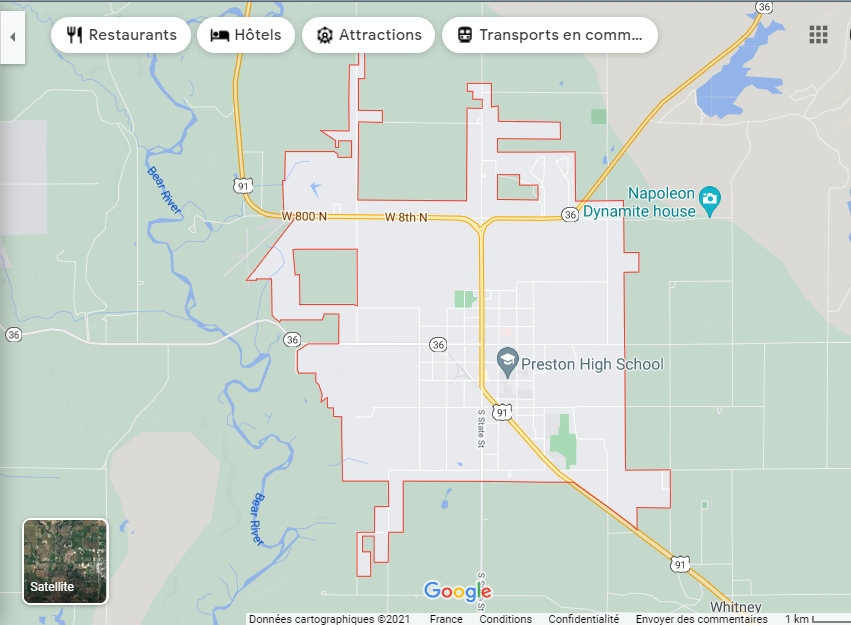 36
Restaurants
Hôtels
Attractions
Transports en comm...
Bear River
91
Napoleon
Dynamite house
W 800 N
W 8th N
36
36
36
36
Preston High School
91
S State St
Bear River
91
Satellite
Google
Whitney
Données cartographiques ©2021
France
Conditions
Confidentialité
Envoyer des commentaires
1 km